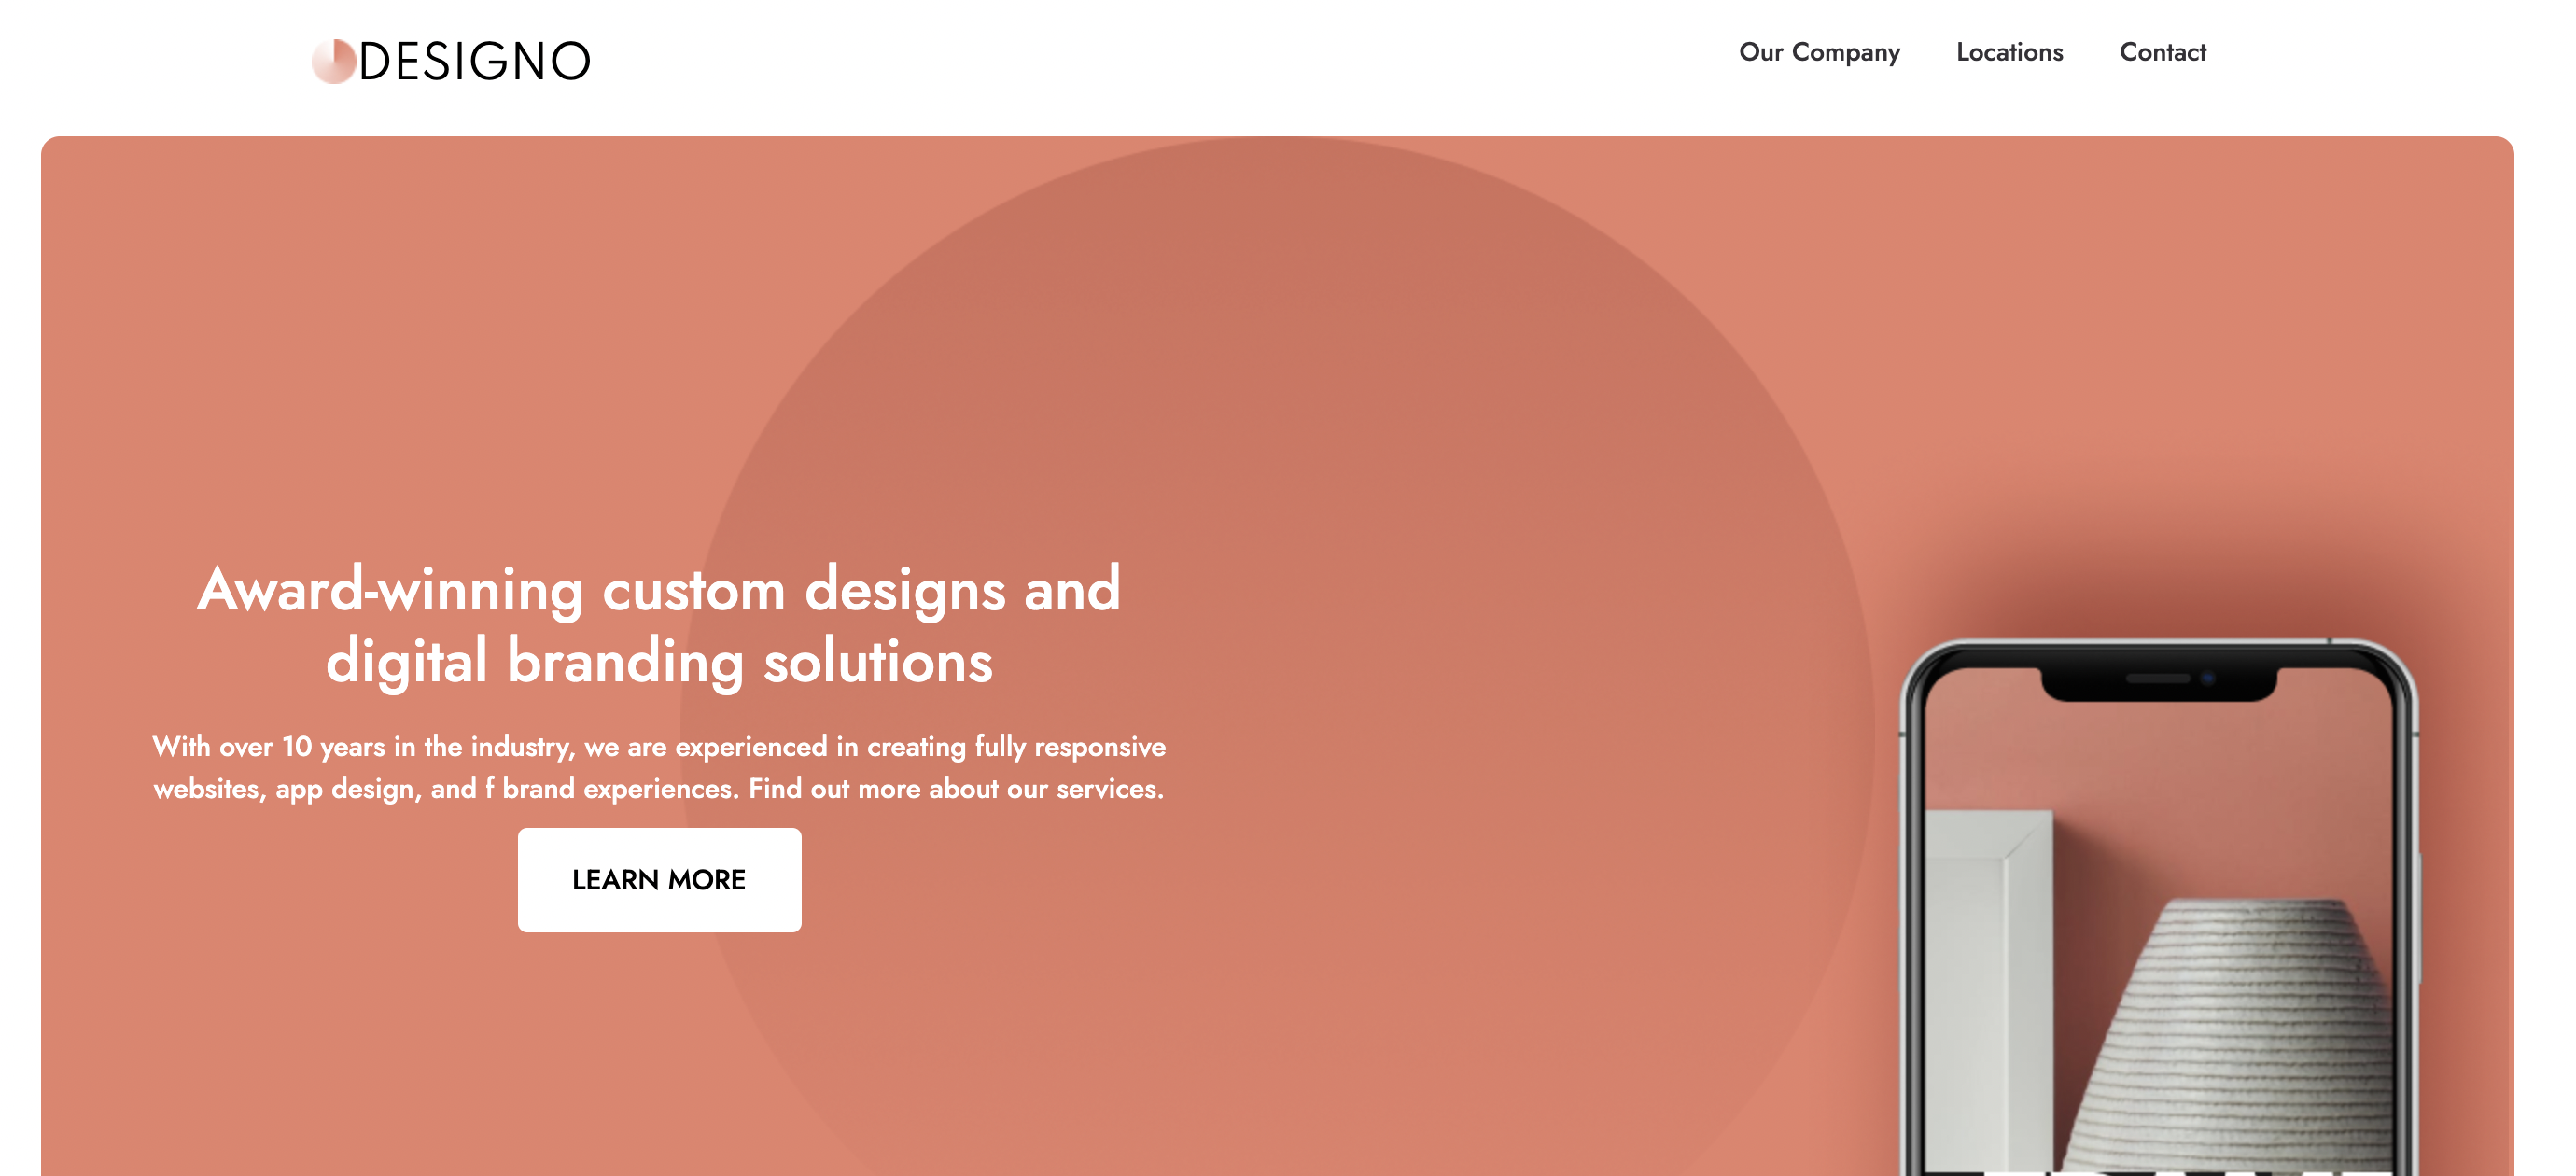 DESIGNO
Our Company
Locations
Contact
Award-winning custom designs and
digital branding solutions
With over 10 years in the industry, we are experienced in creating fully responsive
websites, app design, and f brand experiences. Find out more about our services.
LEARN MORE